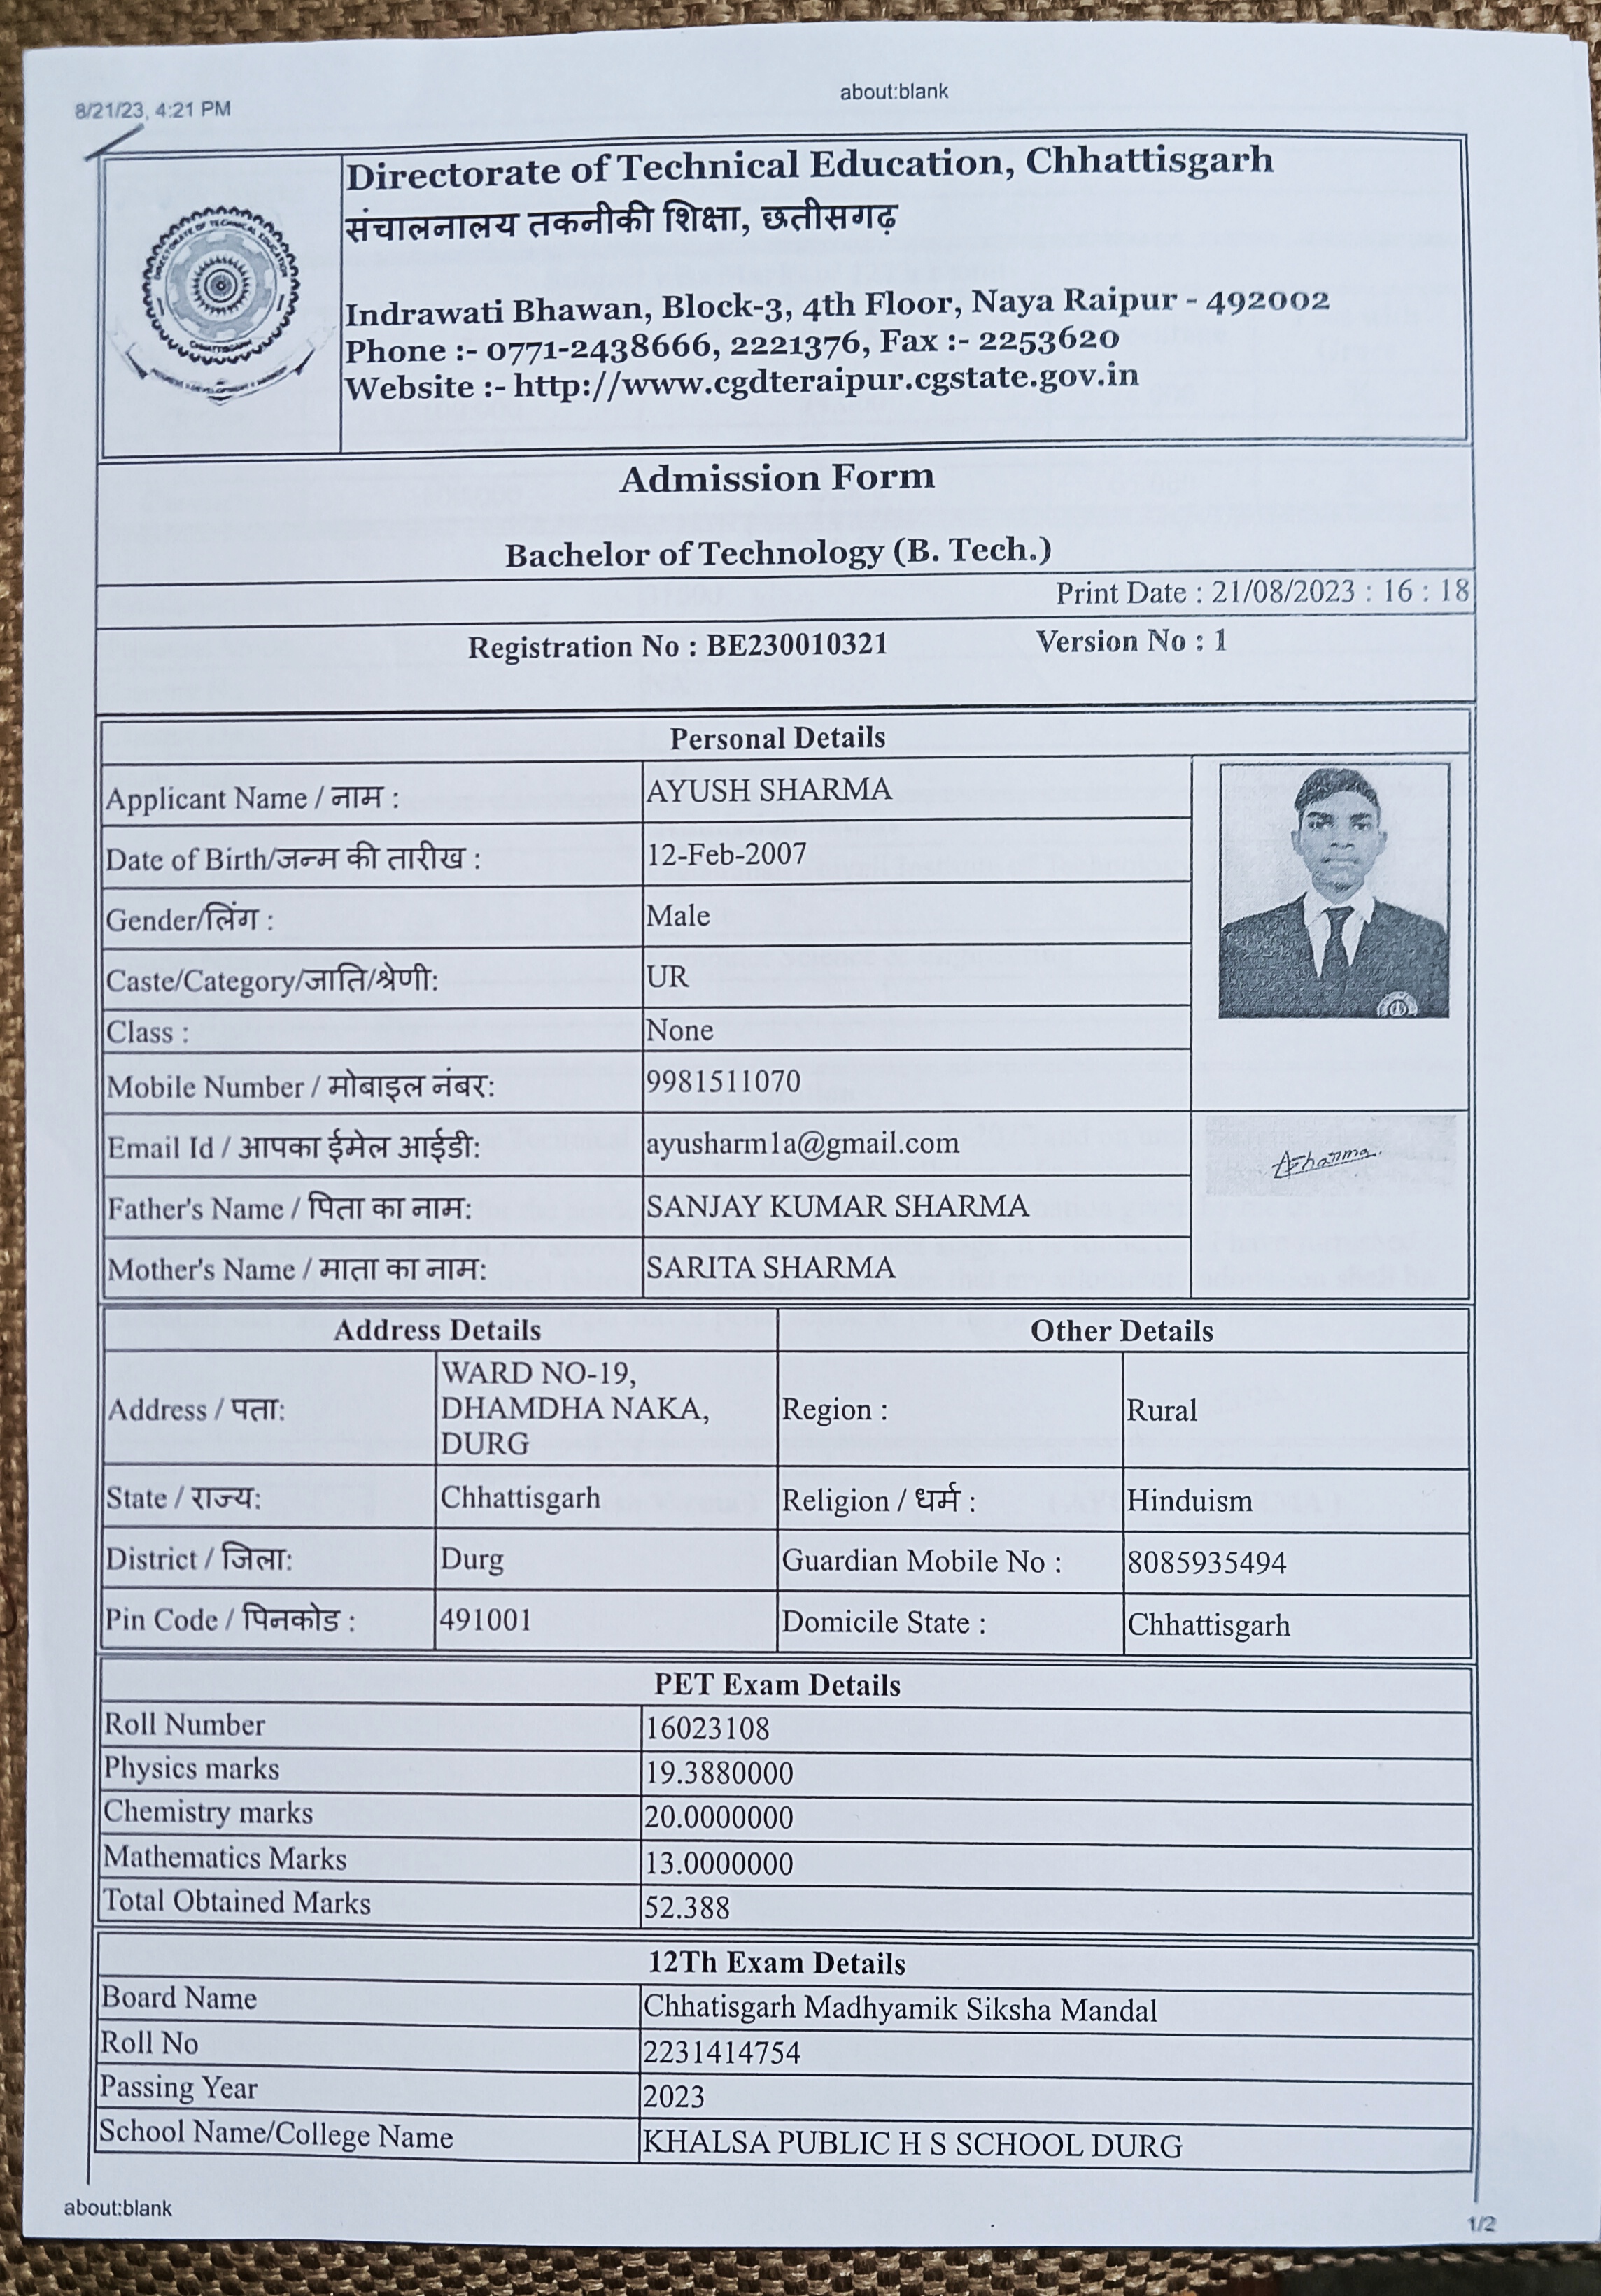 8/21/23, 4:21 PM
about:blank
Directorate of Technical Education, Chhattisgarh
संचालनालय तकनीकी शिक्षा, छत्तीसगढ़
Indrawati Bhawan, Block-3, 4th Floor, Naya Raipur - 492002
Phone :- 0771-2438666, 2221376, Fax :- 2253620
Website :- http://www.cgdteraipur.cgstate.gov.in
DIRECTORATE OF TECHNICAL EDUCATION
CHHATTISGARH
Admission Form
Bachelor of Technology (B. Tech.)
Print Date : 21/08/2023 : 16 : 18
Registration No : BE230010321 Version No : 1
Personal Details
Applicant Name / नाम : AYUSH SHARMA
Date of Birth/जन्म की तारीख : 12-Feb-2007
Gender/लिंग : Male
Caste/Category/जाति/श्रेणी: UR
Class : None
Mobile Number / मोबाइल नंबर: 9981511070
Email Id / आपका ईमेल आईडी: ayusharm1a@gmail.com
Asharma.
Father's Name / पिता का नाम: SANJAY KUMAR SHARMA
Mother's Name / माता का नाम: SARITA SHARMA
Address Details Other Details
Address / पता: WARD NO-19,
DHAMDHA NAKA,
DURG
Region : Rural
State / राज्य: Chhattisgarh Religion / धर्म : Hinduism
District / जिला: Durg Guardian Mobile No : 8085935494
Pin Code / पिनकोड : 491001 Domicile State : Chhattisgarh
PET Exam Details
Roll Number 16023108
Physics marks 19.3880000
Chemistry marks 20.0000000
Mathematics Marks 13.0000000
Total Obtained Marks 52.388
12Th Exam Details
Board Name Chhatisgarh Madhyamik Siksha Mandal
Roll No 2231414754
Passing Year 2023
School Name/College Name KHALSA PUBLIC H S SCHOOL DURG
about:blank
1/2